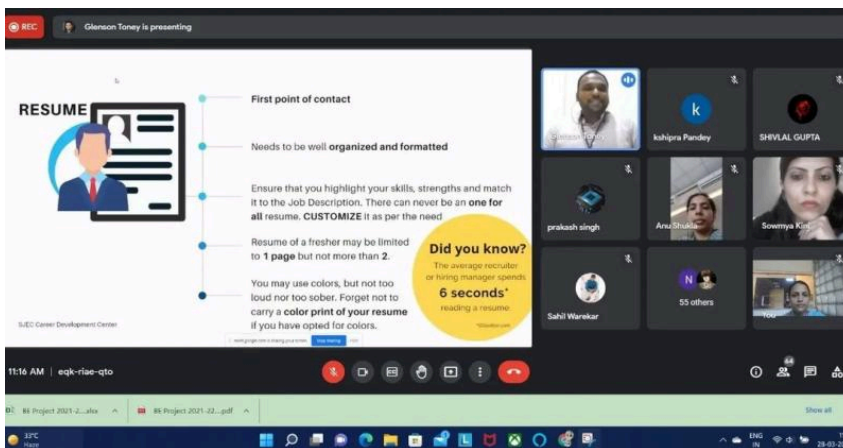 REC
Glenson Toney is presenting
RESUME
First point of contact
Needs to be well organized and formatted
Ensure that you highlight your skills, strengths and match
it to the Job Description. There can never be an one for
all resume. CUSTOMIZE it as per the need
Resume of a fresher may be limited
to 1 page but not more than 2.
You may use colors, but not too
loud nor too sober. Forget not to
carry a color print of your resume
if you have opted for colors.
Did you know?
The average recruiter
or hiring manager spends
6 seconds*
reading a resume
SJEC Career Development Center
Stop sharing
Glenson Toney
kshipra Pandey
SHIVLAL GUPTA
prakash singh
Anu Shukla
Sowmya Kini
Sahil Warekar
N
55 others
You
k
11:16 AM | eqk-riae-qto
64
BE Project 2021-2....xlsx
BE Project 2021-22....pdf
Show all
33°C
Haze
ENG
IN